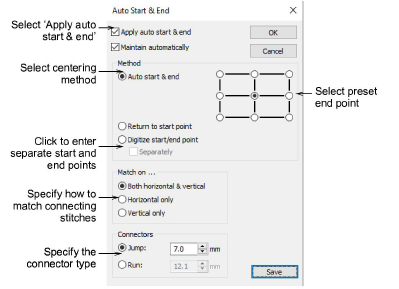 Auto Start & End
Select ‘Apply auto
start & end’
Apply auto start & end
OK
Maintain automatically
Cancel
Select centering
method
Method
Auto start & end
Select preset
end point
Return to start point
Click to enter
separate start and
end points
Digitize start/end point
Separately
Match on ...
Specify how to
match connecting
stitches
Both horizontal & vertical
Horizontal only
Vertical only
Connectors
Specify the
connector type
Jump: 7.0 mm
Run: 12.1 mm
Save